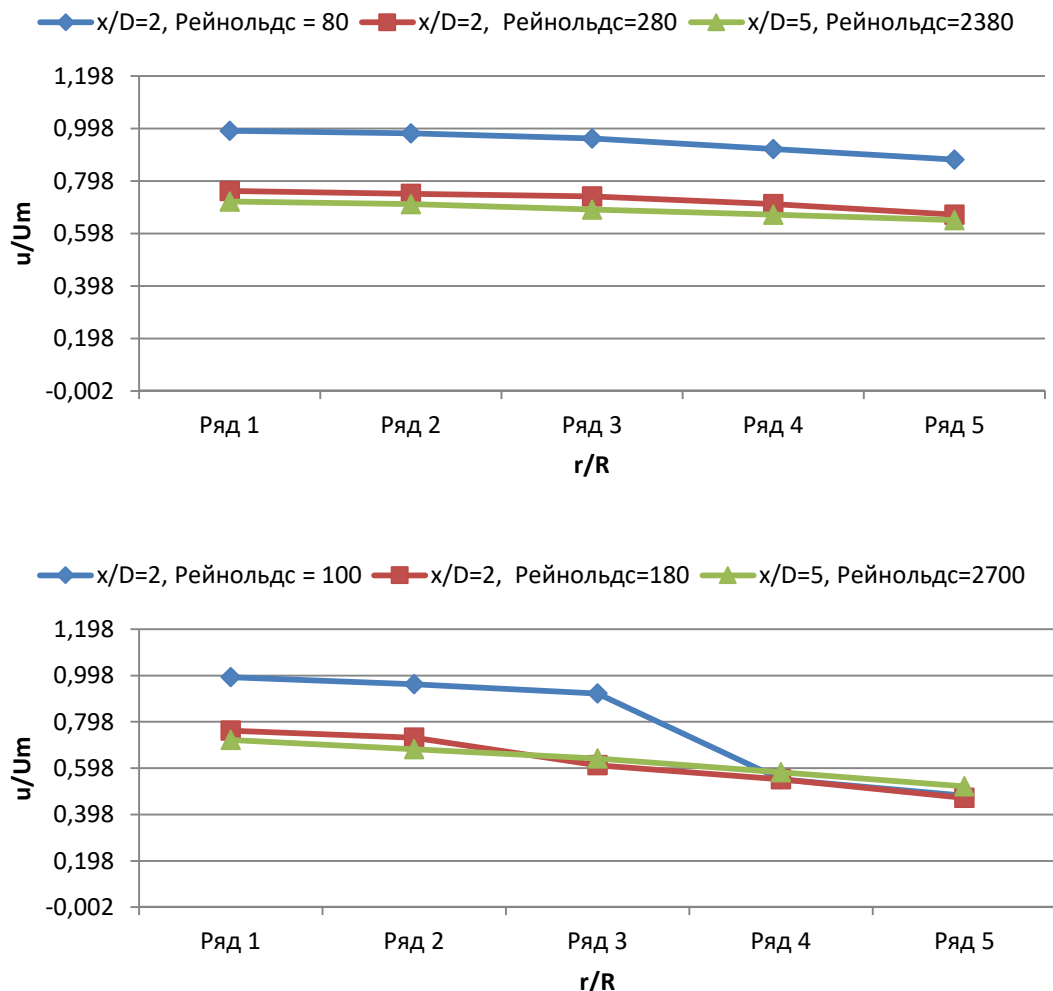 x/D=2, Рейнольдс = 80 x/D=2, Рейнольдс=280 x/D=5, Рейнольдс=2380
1,198
0,998
0,798
0,598
0,398
0,198
-0,002
u/Um
Ряд 1 Ряд 2 Ряд 3 Ряд 4 Ряд 5
r/R
x/D=2, Рейнольдс = 100 x/D=2, Рейнольдс=180 x/D=5, Рейнольдс=2700
1,198
0,998
0,798
0,598
0,398
0,198
-0,002
u/Um
Ряд 1 Ряд 2 Ряд 3 Ряд 4 Ряд 5
r/R